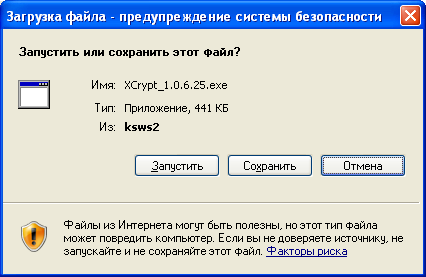 Загрузка файла - предупреждение системы безопасности
Запустить или сохранить этот файл?
Имя: XCrypt_1.0.6.25.exe
Тип: Приложение, 441 КБ
Из: ksws2
Запустить Сохранить Отмена
Файлы из Интернета могут быть полезны, но этот тип файла
может повредить компьютер. Если вы не доверяете источнику, не
запускайте и не сохраняйте этот файл. Факторы риска